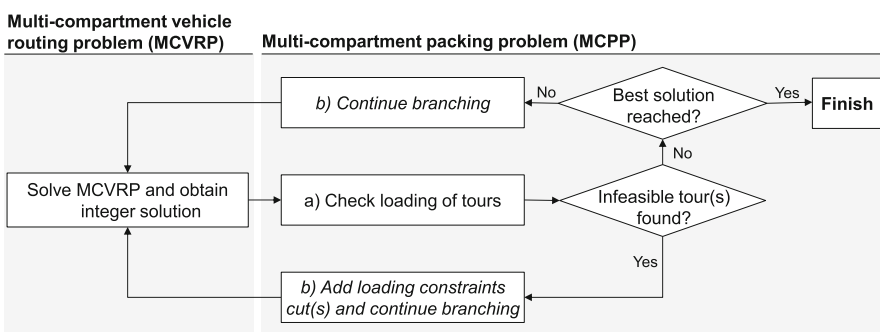 Multi-compartment vehicle
routing problem (MCVRP)
Multi-compartment packing problem (MCPP)
b) Continue branching
No
Best solution
reached?
Yes
Finish
No
Solve MCVRP and obtain
integer solution
a) Check loading of tours
Infeasible tour(s)
found?
Yes
b) Add loading constraints
cut(s) and continue branching